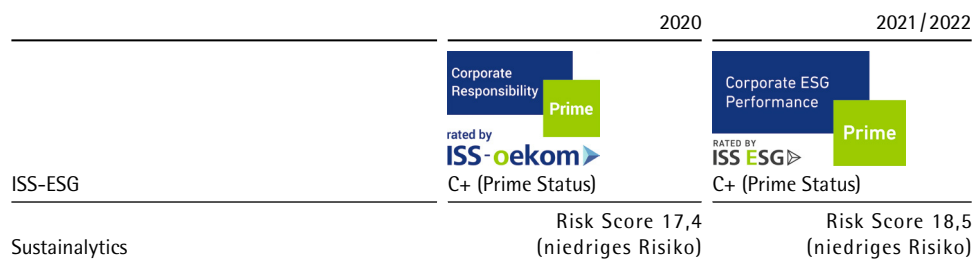 2020 2021/2022
Corporate
Responsibility
Prime
rated by
ISS-oekom
Corporate ESG
Performance
Prime
RATED BY
ISS ESG
ISS-ESG C+ (Prime Status) C+ (Prime Status)
Risk Score 17,4 Risk Score 18,5
Sustainalytics (niedriges Risiko) (niedriges Risiko)